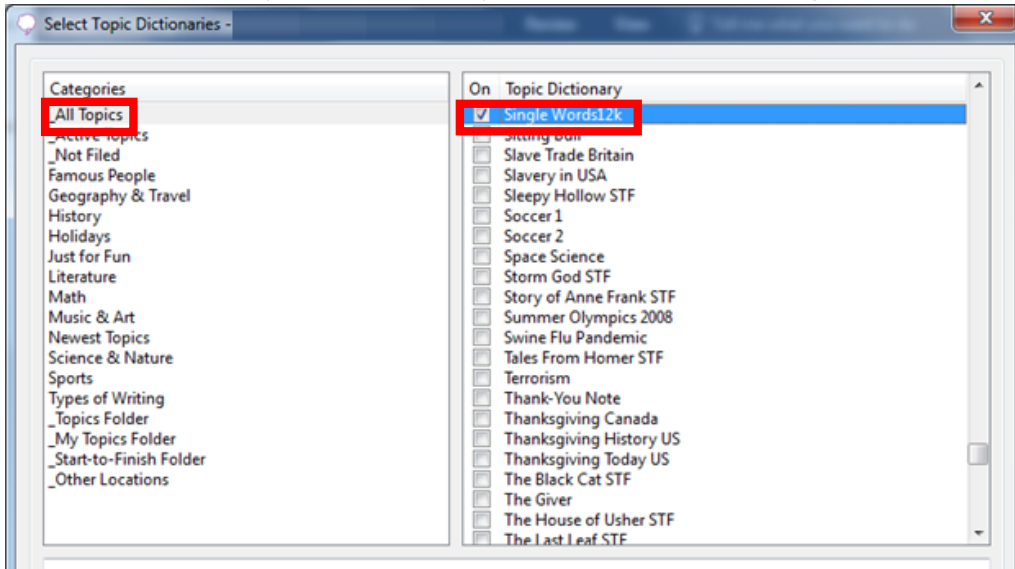 Select Topic Dictionaries -
Categories
_All Topics
_Active Topics
_Not Filed
Famous People
Geography & Travel
History
Holidays
Just for Fun
Literature
Math
Music & Art
Newest Topics
Science & Nature
Sports
Types of Writing
_Topics Folder
_My Topics Folder
_Start-to-Finish Folder
_Other Locations
On Topic Dictionary
Single Words12k
Sitting Bull
Slave Trade Britain
Slavery in USA
Sleepy Hollow STF
Soccer 1
Soccer 2
Space Science
Storm God STF
Story of Anne Frank STF
Summer Olympics 2008
Swine Flu Pandemic
Tales From Homer STF
Terrorism
Thank-You Note
Thanksgiving Canada
Thanksgiving History US
Thanksgiving Today US
The Black Cat STF
The Giver
The House of Usher STF
The Last Leaf STF